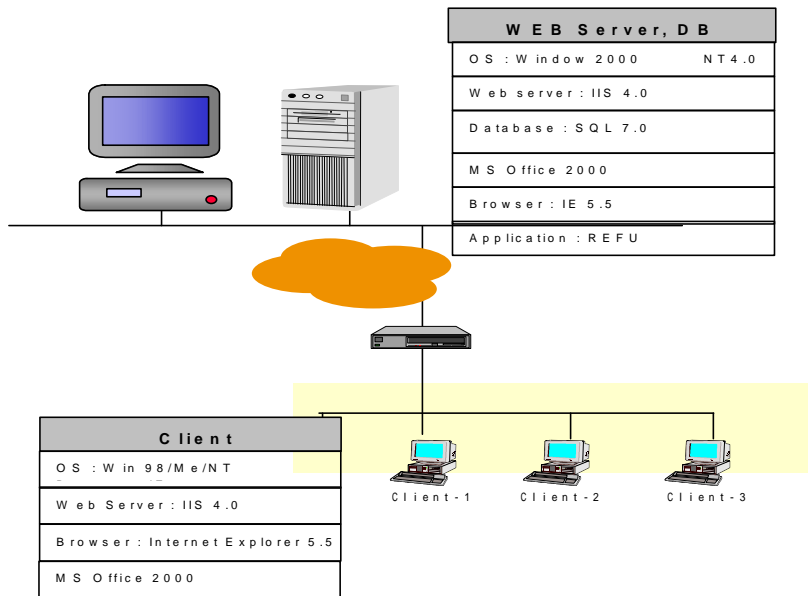 WEB Server, DB
OS : Window 2000 NT4.0
Web server : IIS 4.0
Database : SQL 7.0
MS Office 2000
Browser : IE 5.5
Application : REFU
Client
OS : Win 98/Me/NT
Web Server : IIS 4.0
Browser : Internet Explorer 5.5
MS Office 2000
Client-1 Client-2 Client-3